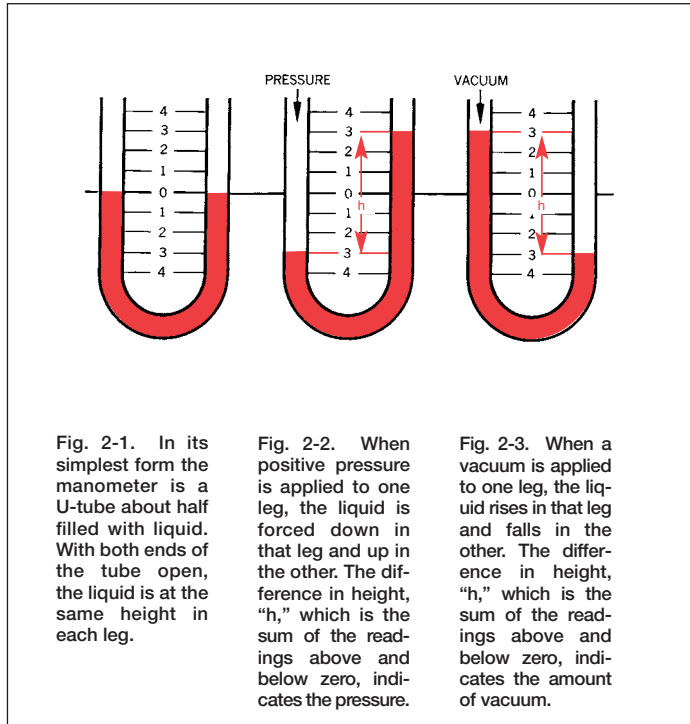 PRESSURE
VACUUM
4
3
2
1
0
1
2
3
4
4
3
2
1
0
1
2
3
4
h
4
3
2
1
0
1
2
3
4
h
Fig. 2-1. In its
simplest form the
manometer is a
U-tube about half
filled with liquid.
With both ends of
the tube open,
the liquid is at the
same height in
each leg.
Fig. 2-2. When
positive pressure
is applied to one
leg, the liquid is
forced down in
that leg and up in
the other. The dif-
ference in height,
“h,” which is the
sum of the read-
ings above and
below zero, indi-
cates the pressure.
Fig. 2-3. When a
vacuum is applied
to one leg, the liq-
uid rises in that leg
and falls in the
other. The differ-
ence in height,
“h,” which is the
sum of the read-
ings above and
below zero, indi-
cates the amount
of vacuum.